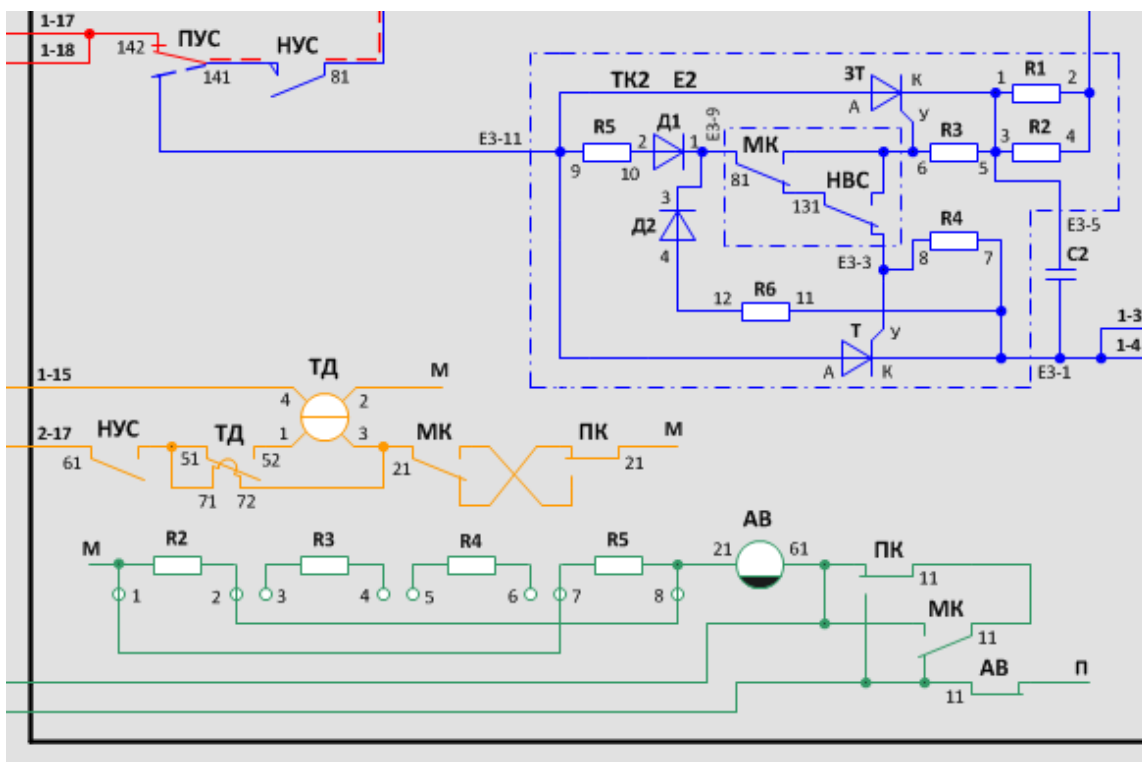 1-17
142 ПУС НУС
1-18
141 81
ТК2 Е2 ЗТ К 1 R1 2
А У
Е3-11 R5 Д1 Е3-9 МК R3 3 R2 4
9 2 10 1 81 6 5
3 131 НВС
Д2 R4 Е3-5
4 Е3-3 8 7 С2
12 R6 11
Т У 1-3
А К Е3-1 1-4
1-15 ТД М
4 2
2-17 НУС ТД 1 3 МК ПК М
61 51 52 21 21
71 72
М R2 R3 R4 R5 21 АВ 61 ПК
1 2 3 4 5 6 7 8 11
МК
11
АВ П
11